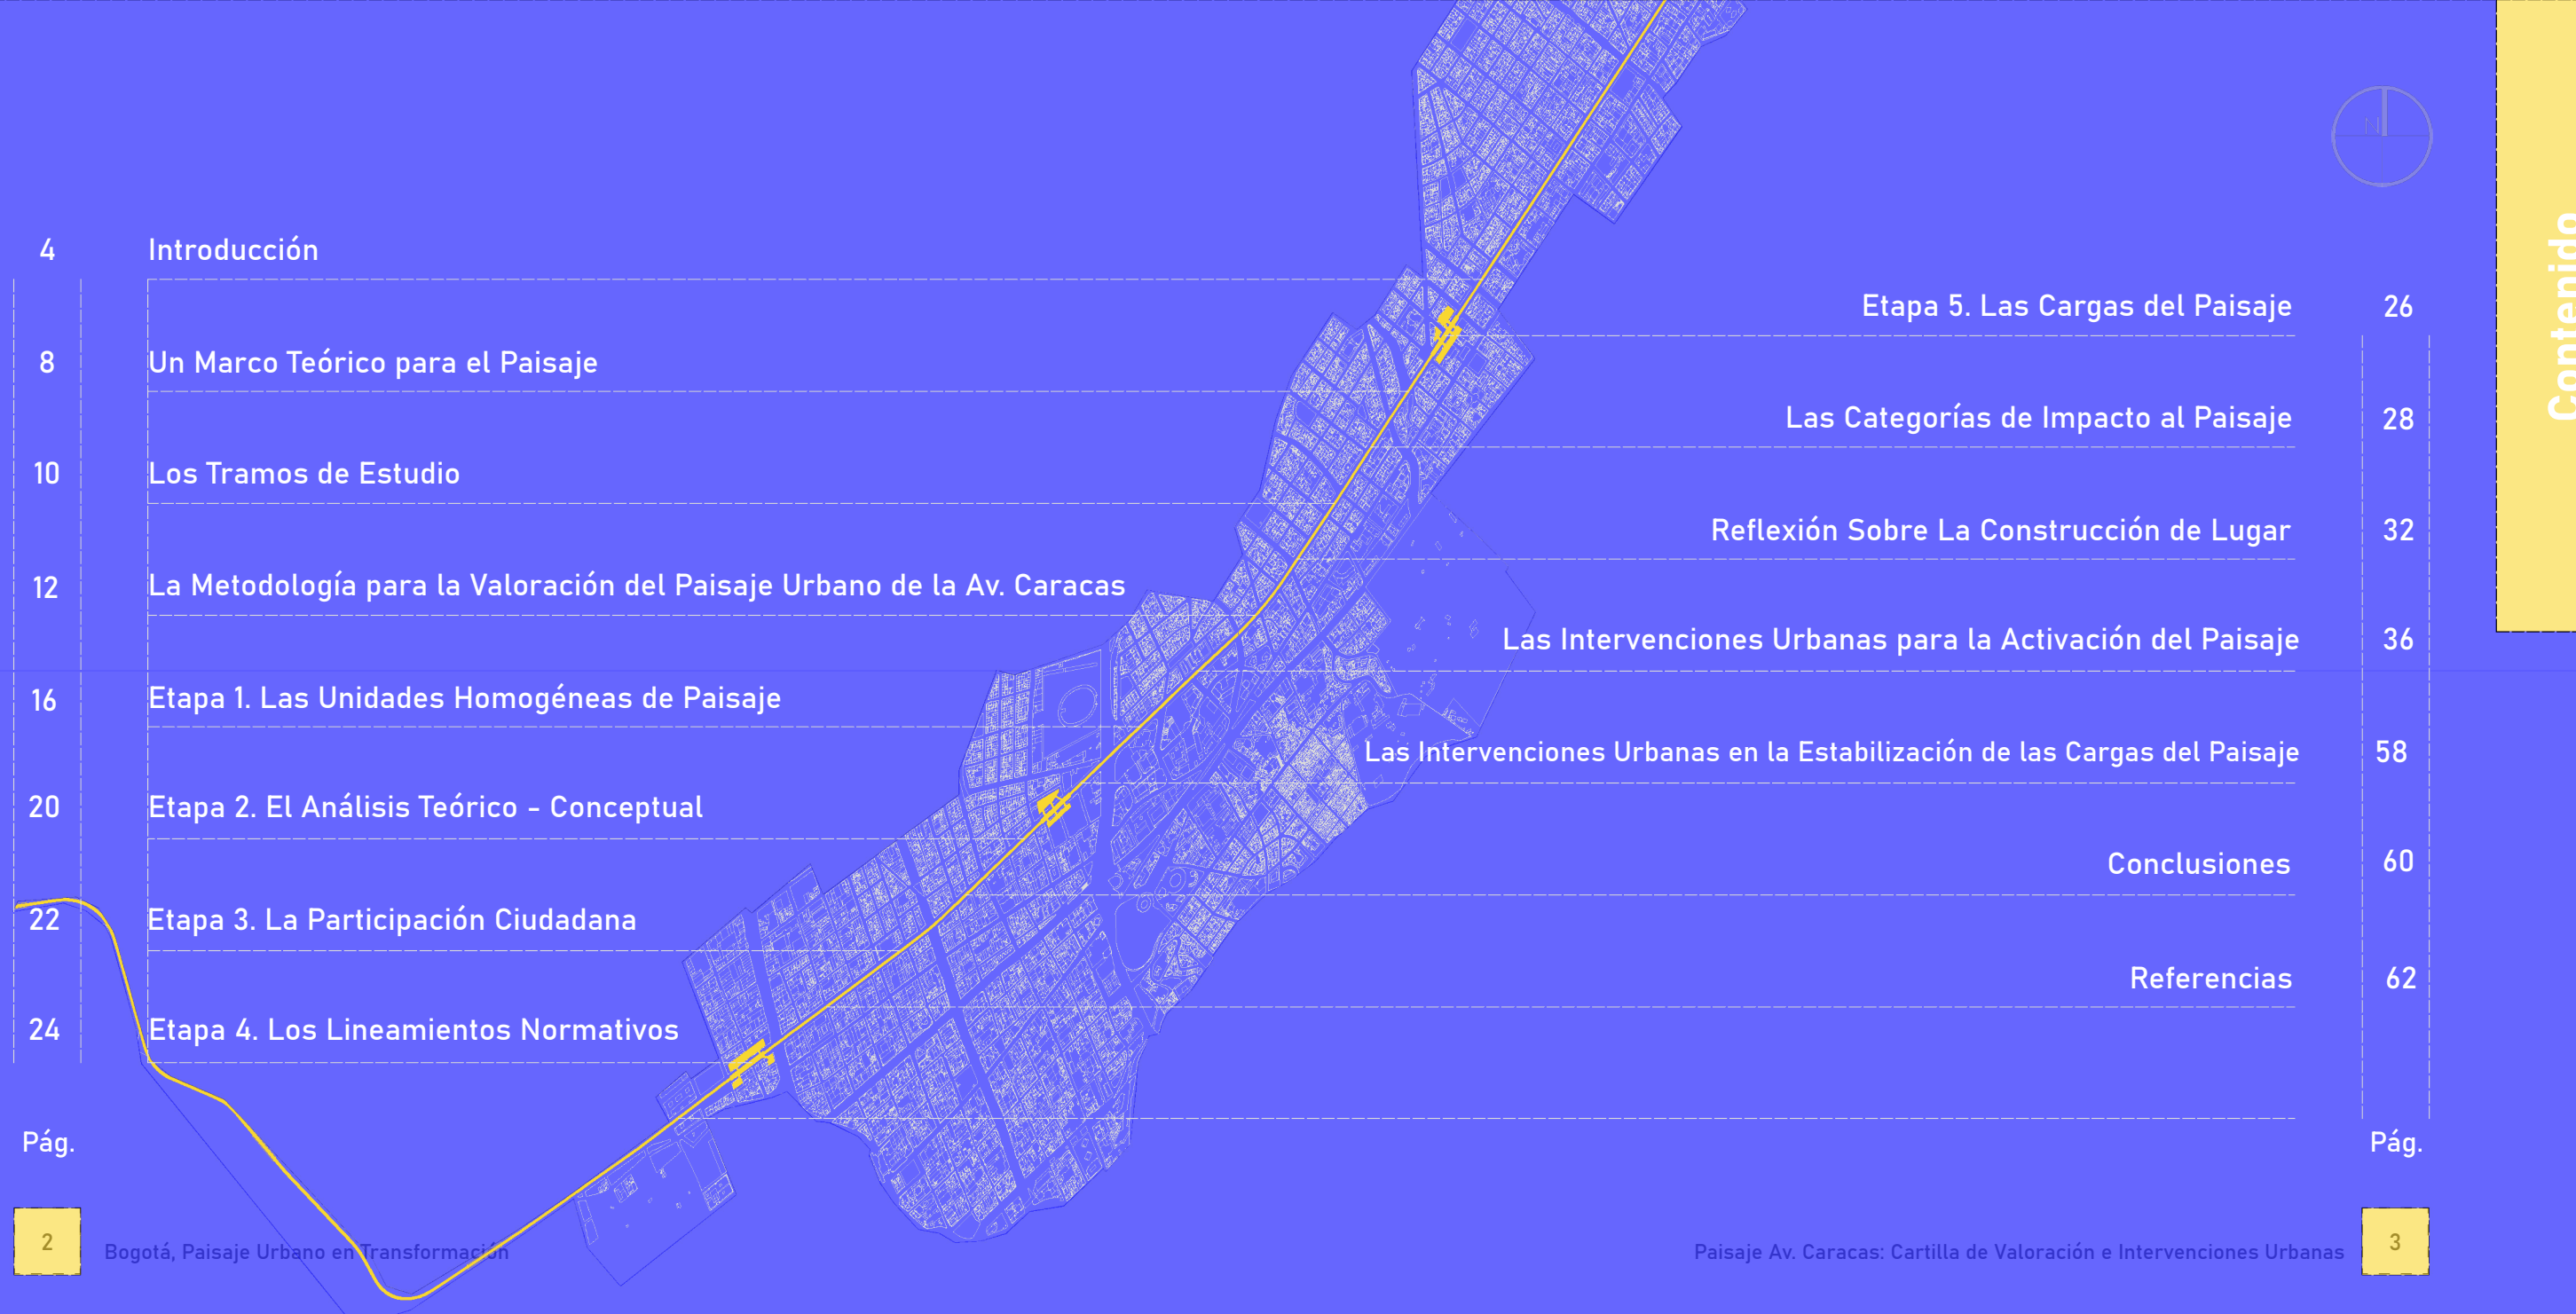 Contenido
N
4 Introducción
8 Un Marco Teórico para el Paisaje
10 Los Tramos de Estudio
12 La Metodología para la Valoración del Paisaje Urbano de la Av. Caracas
16 Etapa 1. Las Unidades Homogéneas de Paisaje
20 Etapa 2. El Análisis Teórico - Conceptual
22 Etapa 3. La Participación Ciudadana
24 Etapa 4. Los Lineamientos Normativos
Pág.
2 Bogotá, Paisaje Urbano en Transformación
Etapa 5. Las Cargas del Paisaje 26
Las Categorías de Impacto al Paisaje 28
Reflexión Sobre La Construcción de Lugar 32
Las Intervenciones Urbanas para la Activación del Paisaje 36
Las Intervenciones Urbanas en la Estabilización de las Cargas del Paisaje 58
Conclusiones 60
Referencias 62
Pág.
Paisaje Av. Caracas: Cartilla de Valoración e Intervenciones Urbanas 3